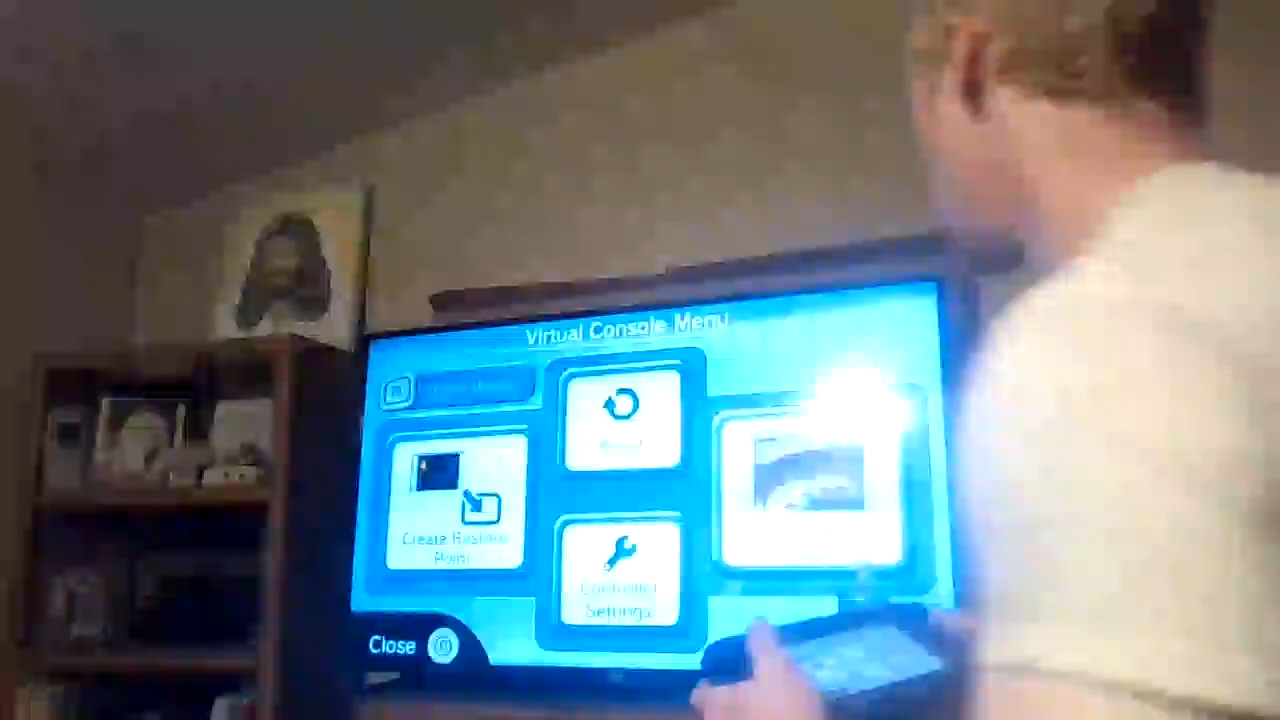 Virtual Console Menu
Create Restore
Point
Controller
Settings
Close